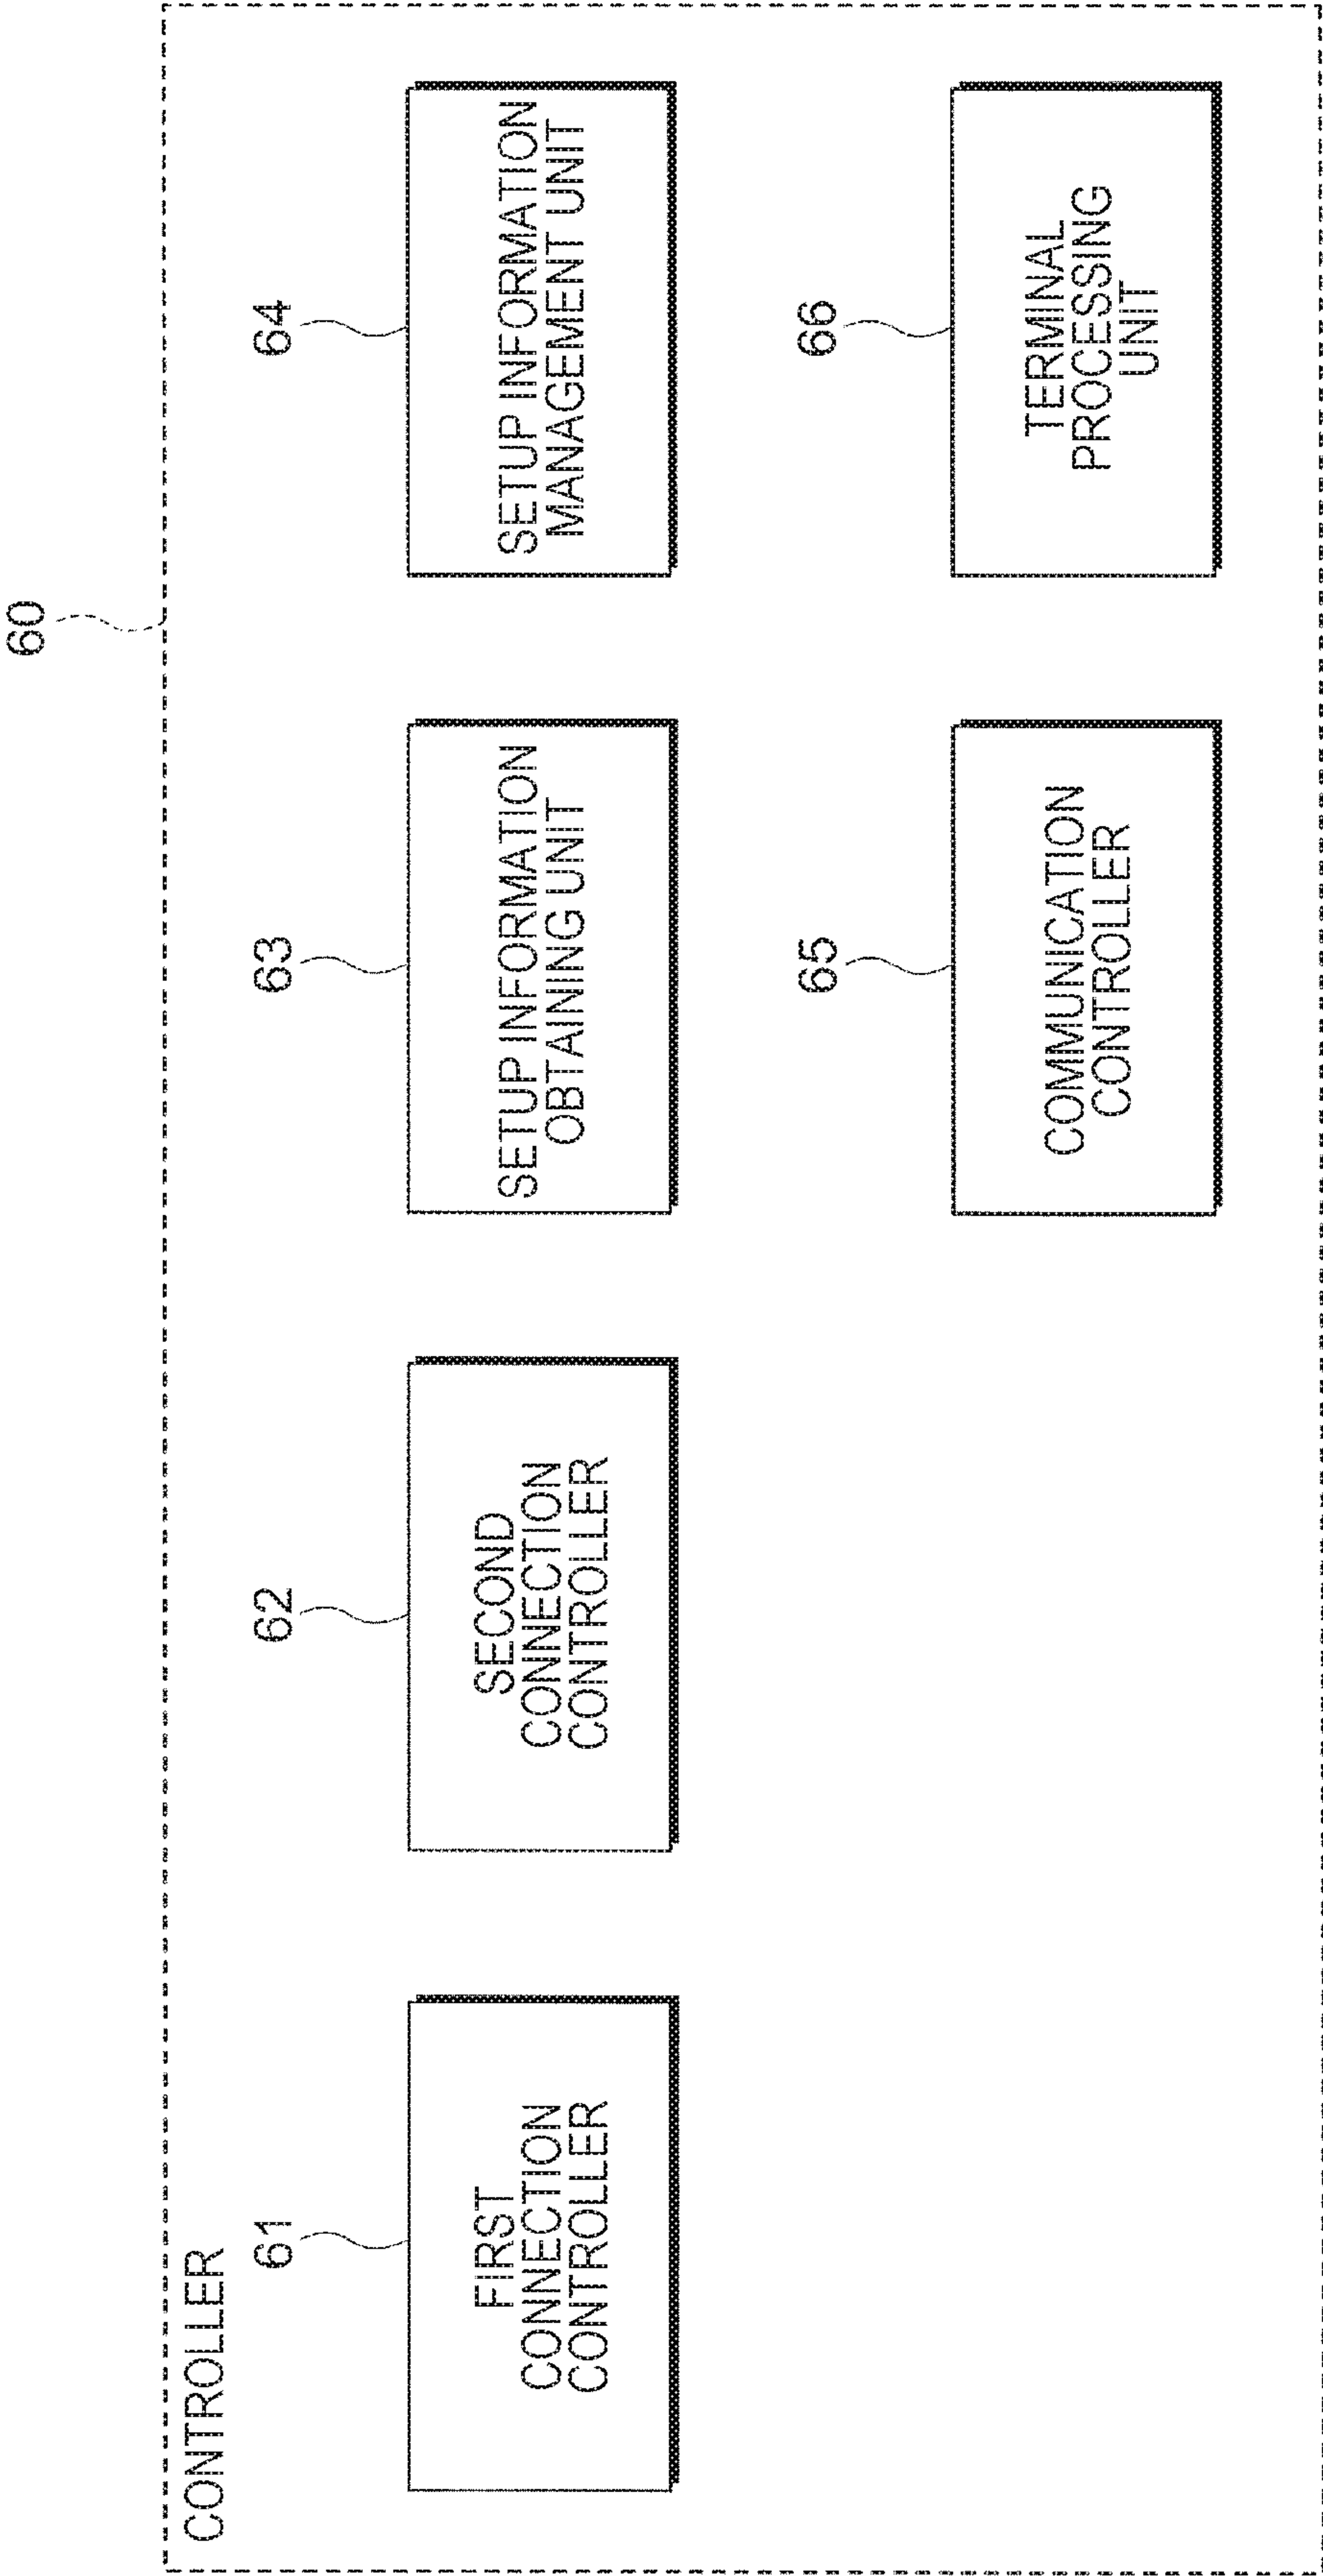 60
CONTROLLER
61
FIRST
CONNECTION
CONTROLLER
62
SECOND
CONNECTION
CONTROLLER
63
SETUP INFORMATION
OBTAINING UNIT
64
SETUP INFORMATION
MANAGEMENT UNIT
65
COMMUNICATION
CONTROLLER
66
TERMINAL
PROCESSING
UNIT